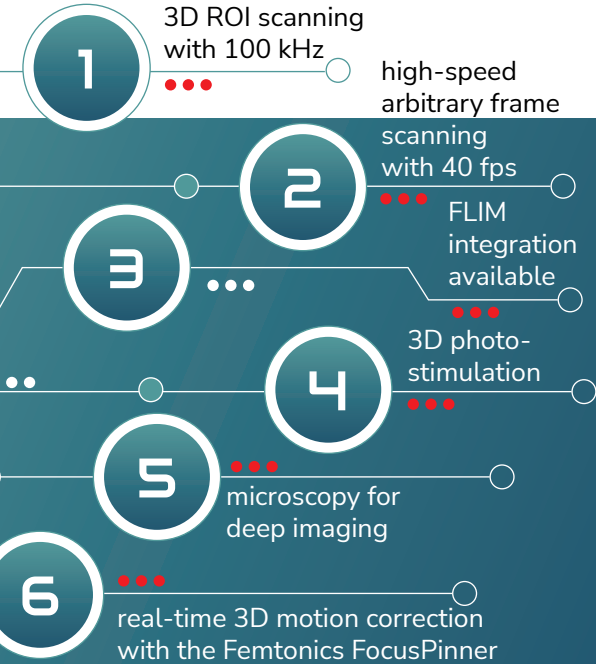 1
3D ROI scanning
with 100 kHz
2
high-speed
arbitrary frame
scanning
with 40 fps
3
FLIM
integration
available
4
3D photo-
stimulation
5
microscopy for
deep imaging
6
real-time 3D motion correction
with the Femtonics FocusPinner